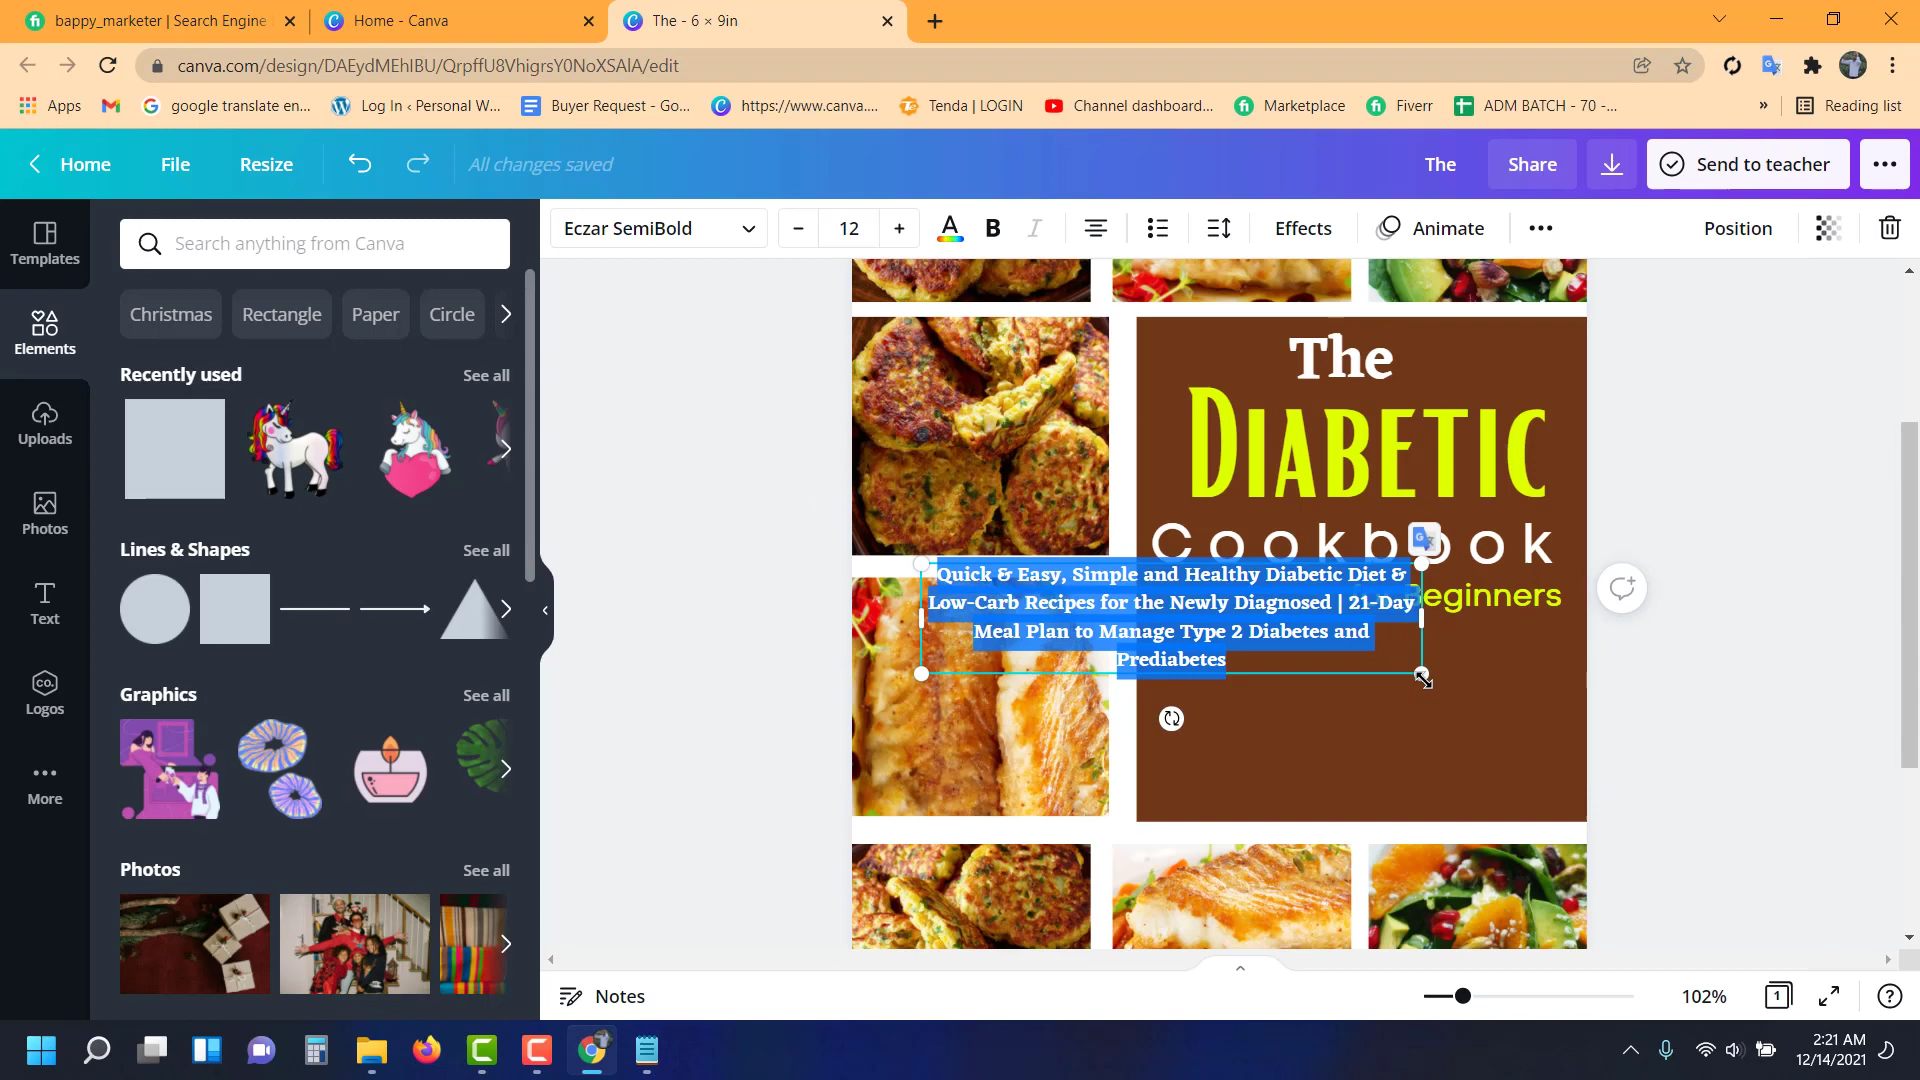 bappy_marketer | Search Engine
Home - Canva
The - 6 × 9in
canva.com/design/DAEydMEhIBU/QrpffU8VhigrsY0NoXSAlA/edit
Apps
google translate en...
Log In ‹ Personal W...
Buyer Request - Go...
https://www.canva....
Tenda | LOGIN
Channel dashboard...
Marketplace
Fiverr
ADM BATCH - 70 -...
»
Reading list
Home
File
Resize
All changes saved
The
Share
Send to teacher
Templates
Elements
Uploads
Photos
Text
CO.
Logos
More
Search anything from Canva
Christmas
Rectangle
Paper
Circle
Recently used
See all
Lines & Shapes
See all
Graphics
See all
Photos
See all
Eczar SemiBold
12
A
B
I
Effects
Animate
Position
The
Diabetic
Cookbook
eginners
Quick & Easy, Simple and Healthy Diabetic Diet &
Low-Carb Recipes for the Newly Diagnosed | 21-Day
Meal Plan to Manage Type 2 Diabetes and
Prediabetes
Notes
102%
1
2:21 AM
12/14/2021